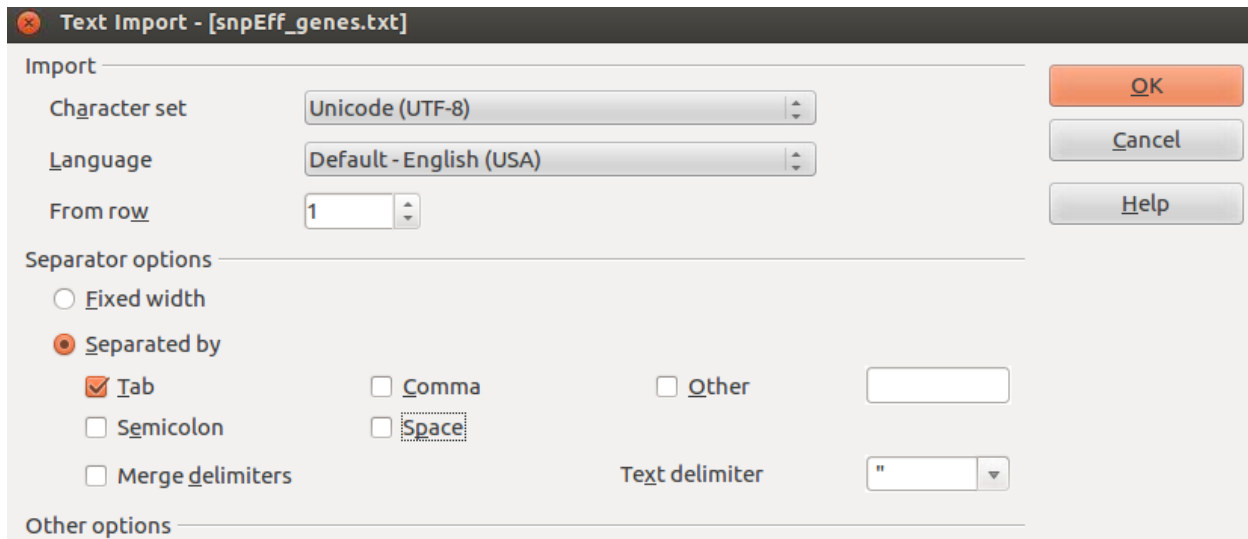 Text Import - [snpEff_genes.txt]
Import
Character set Unicode (UTF-8)
Language Default - English (USA)
From row 1
OK
Cancel
Help
Separator options
Fixed width
Separated by
Tab Comma Other
Semicolon Space
Merge delimiters Text delimiter "
Other options